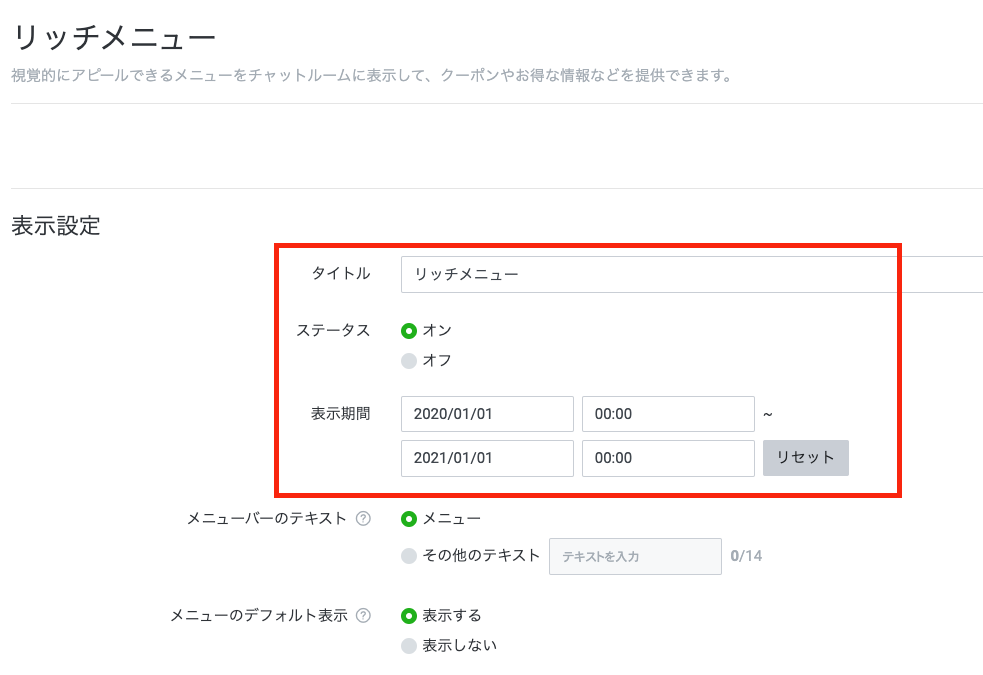 リッチメニュー
視覚的にアピールできるメニューをチャットルームに表示して、クーポンやお得な情報などを提供できます。
表示設定
タイトル リッチメニュー
ステータス オン
オフ
表示期間 2020/01/01 00:00 ~
2021/01/01 00:00 リセット
メニューバーのテキスト ? メニュー
その他のテキスト テキストを入力 0/14
メニューのデフォルト表示 ? 表示する
表示しない